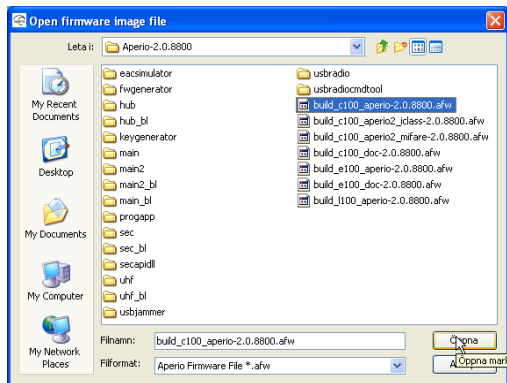 Open firmware image file
Leta i:
Aperio-2.0.8800
My Recent
Documents
Desktop
My Documents
My Computer
My Network
Places
eacsimulator
fwgenerator
hub
hub_bl
keygenerator
main
main2
main2_bl
main_bl
progapp
sec
sec_bl
secapidll
uhf
uhf_bl
usbjammer
usbradio
usbradiocmdtool
build_c100_aperio-2.0.8800.afw
build_c100_aperio2_iclass-2.0.8800.afw
build_c100_aperio2_mifare-2.0.8800.afw
build_c100_doc-2.0.8800.afw
build_e100_aperio-2.0.8800.afw
build_e100_doc-2.0.8800.afw
build_l100_aperio-2.0.8800.afw
Filnamn:
build_c100_aperio-2.0.8800.afw
Öppna
Filformat:
Aperio Firmware File *.afw
Öppna mar